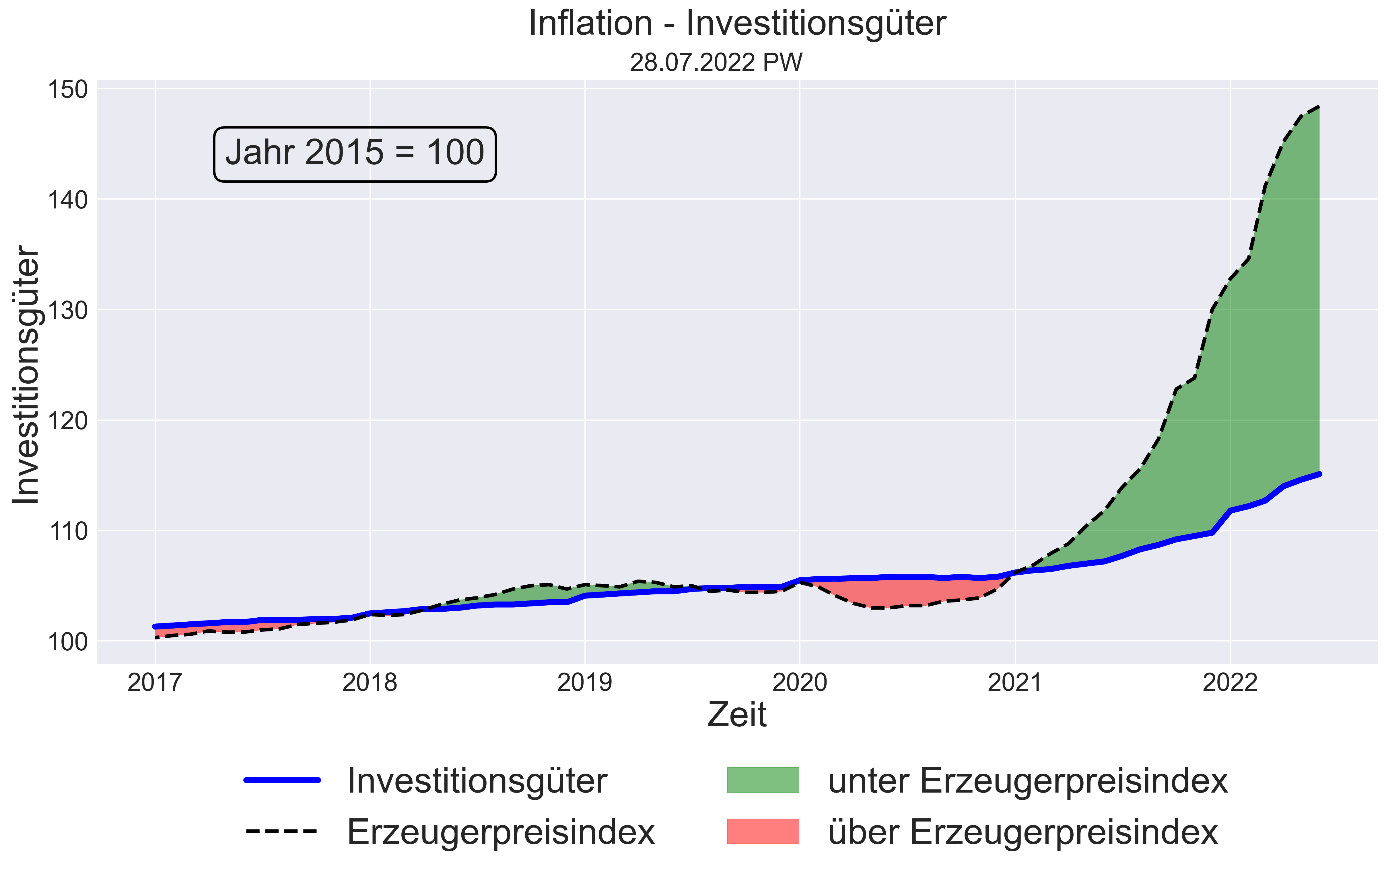 Inflation - Investitionsgüter
28.07.2022 PW
Jahr 2015 = 100
Investitionsgüter
150
140
130
120
110
100
2017 2018 2019 2020 2021 2022
Zeit
Investitionsgüter
Erzeugerpreisindex
unter Erzeugerpreisindex
über Erzeugerpreisindex